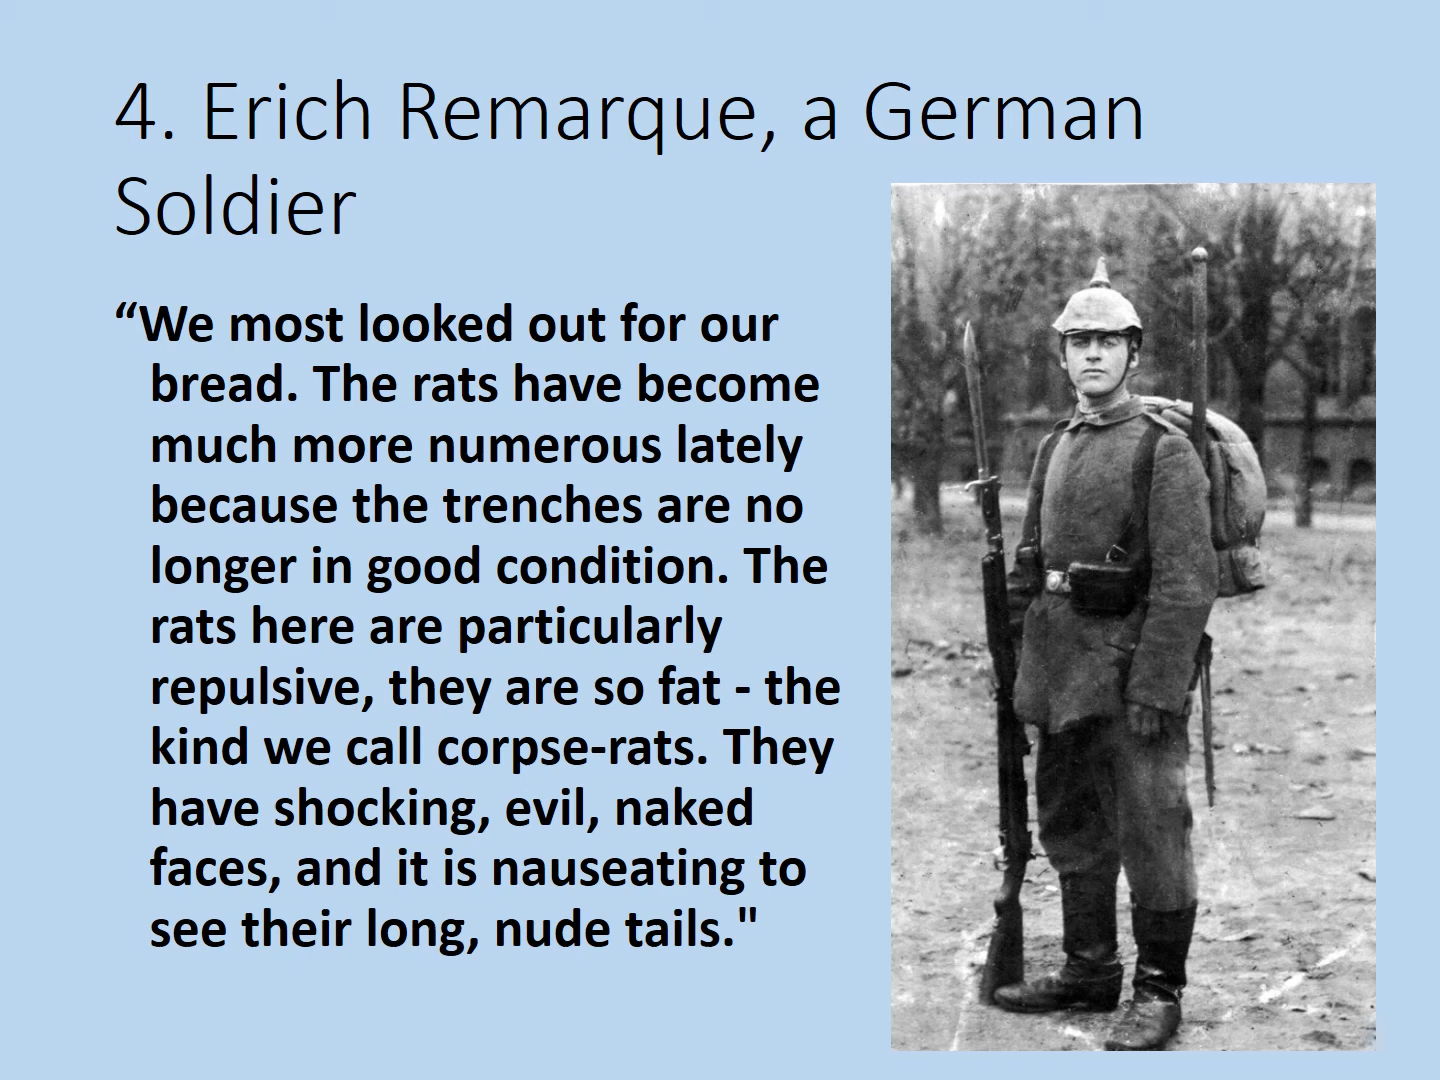 4. Erich Remarque, a German
Soldier
“We most looked out for our
bread. The rats have become
much more numerous lately
because the trenches are no
longer in good condition. The
rats here are particularly
repulsive, they are so fat - the
kind we call corpse-rats. They
have shocking, evil, naked
faces, and it is nauseating to
see their long, nude tails."